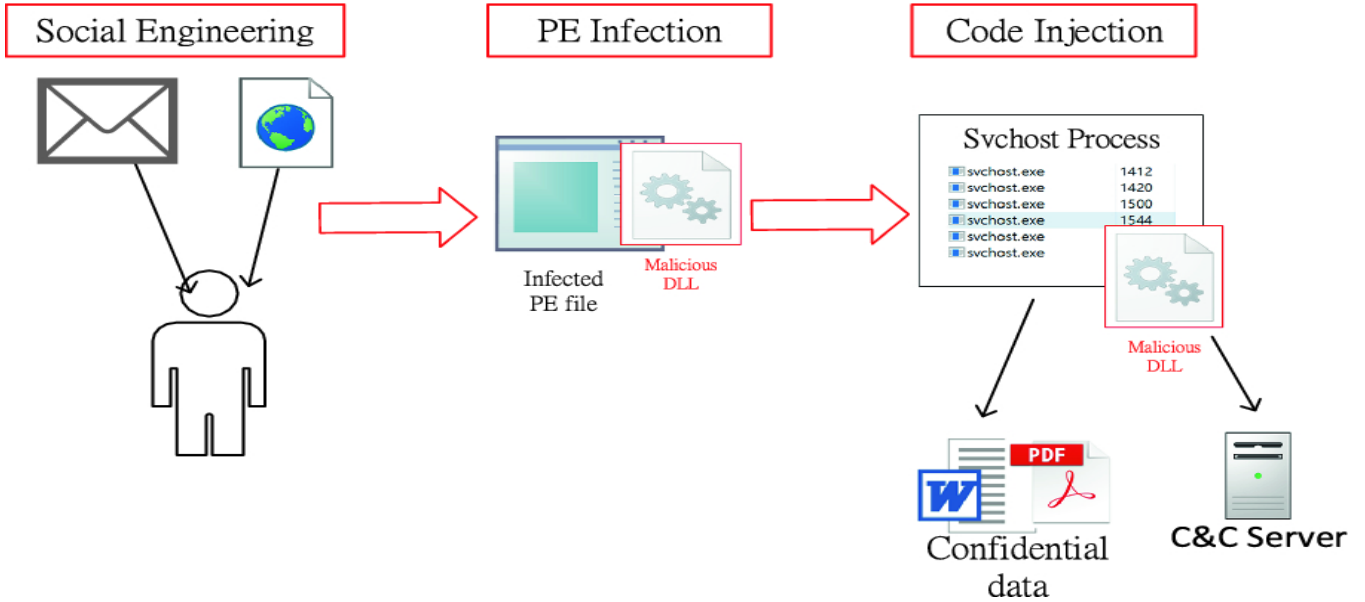 Social Engineering
PE Infection
Code Injection
Svchost Process
svchost.exe 1412
svchost.exe 1420
svchost.exe 1500
svchost.exe 1544
svchost.exe
svchost.exe
Infected
PE file
Malicious
DLL
Malicious
DLL
PDF
W
Confidential
data
C&C Server